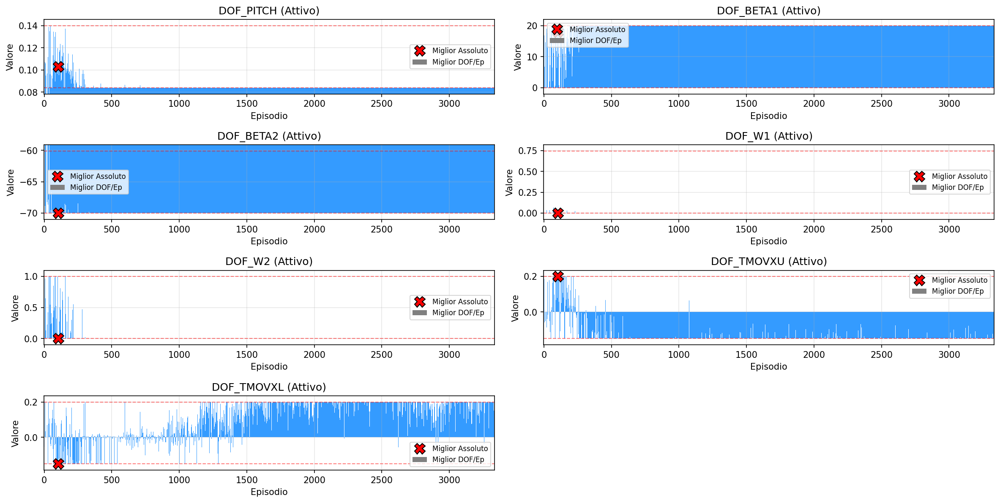 DOF_PITCH (Attivo)
0.14
0.12
0.10
0.08
Valore
Miglior Assoluto
Miglior DOF/Ep
0 500 1000 1500 2000 2500 3000
Episodio
DOF_BETA1 (Attivo)
20
10
0
Valore
Miglior Assoluto
Miglior DOF/Ep
0 500 1000 1500 2000 2500 3000
Episodio
DOF_BETA2 (Attivo)
−60
−65
−70
Valore
Miglior Assoluto
Miglior DOF/Ep
0 500 1000 1500 2000 2500 3000
Episodio
DOF_W1 (Attivo)
0.75
0.50
0.25
0.00
Valore
Miglior Assoluto
Miglior DOF/Ep
0 500 1000 1500 2000 2500 3000
Episodio
DOF_W2 (Attivo)
1.0
0.5
0.0
Valore
Miglior Assoluto
Miglior DOF/Ep
0 500 1000 1500 2000 2500 3000
Episodio
DOF_TMOVXU (Attivo)
0.2
0.0
Valore
Miglior Assoluto
Miglior DOF/Ep
0 500 1000 1500 2000 2500 3000
Episodio
DOF_TMOVXL (Attivo)
0.2
0.0
Valore
Miglior Assoluto
Miglior DOF/Ep
0 500 1000 1500 2000 2500 3000
Episodio